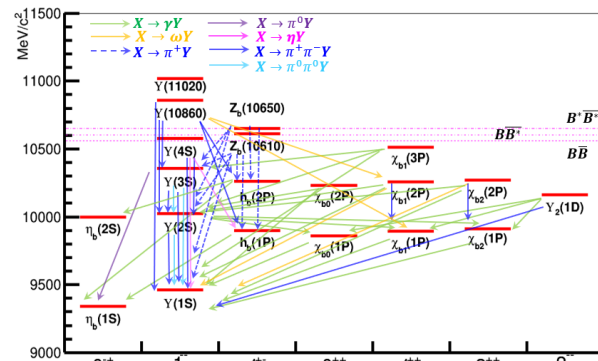 11500
X → γY
X → π⁰Y
X → ωY
X → ηY
X → π⁺Y
X → π⁺π⁻Y
X → π⁰π⁰Y
MeV/c²
11000
Υ(11020)
Υ(10860)
Z_b(10650)
B*B̅*
BB̅*
10500
Υ(4S)
Z_b(10610)
χ_b1(3P)
BB̅
Υ(3S)
h_b(2P)
χ_b0(2P)
χ_b1(2P)
χ_b2(2P)
Υ₂(1D)
10000
η_b(2S)
Υ(2S)
h_b(1P)
χ_b0(1P)
χ_b1(1P)
χ_b2(1P)
9500
η_b(1S)
Υ(1S)
9000